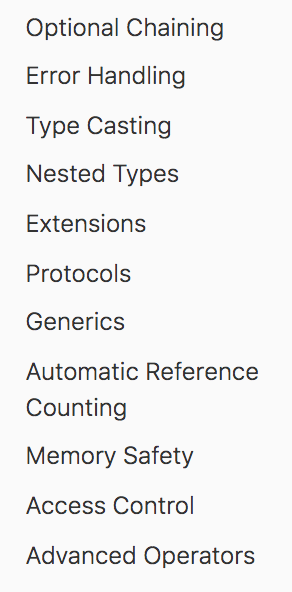 Optional Chaining
Error Handling
Type Casting
Nested Types
Extensions
Protocols
Generics
Automatic Reference
Counting
Memory Safety
Access Control
Advanced Operators